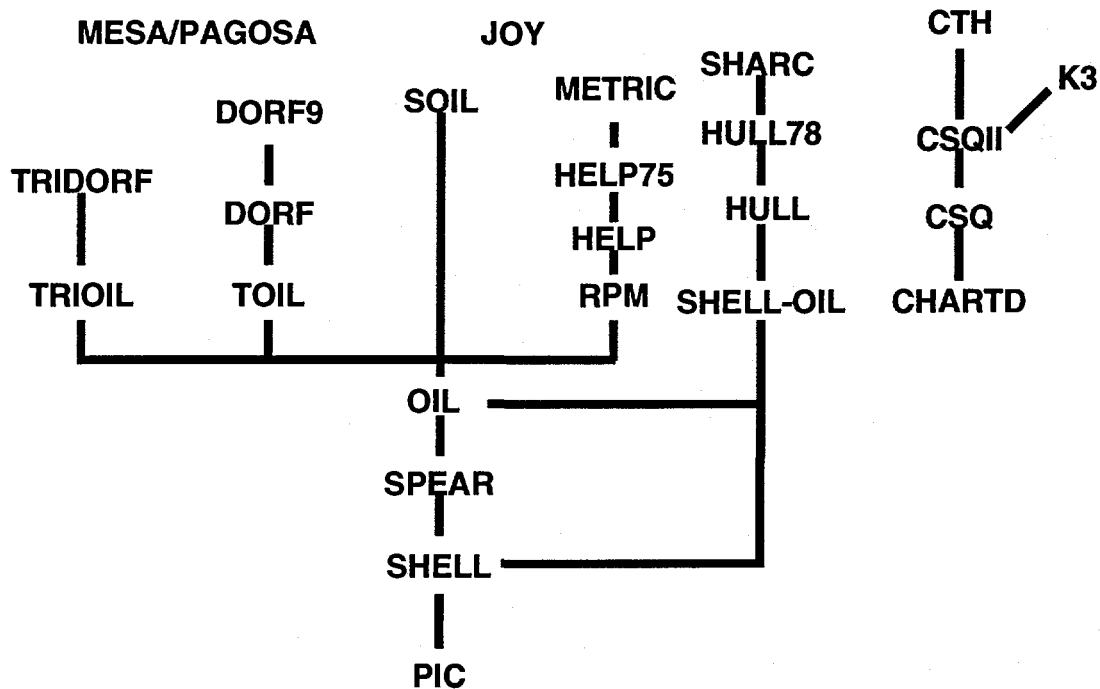 MESA/PAGOSA
JOY
CTH
SHARC
K3
METRIC
SOIL
DORF9
HULL78
CSQII
TRIDORF
HELP75
DORF
HULL
CSQ
HELP
TRIOIL
TOIL
RPM
SHELL-OIL
CHARTD
OIL
SPEAR
SHELL
PIC